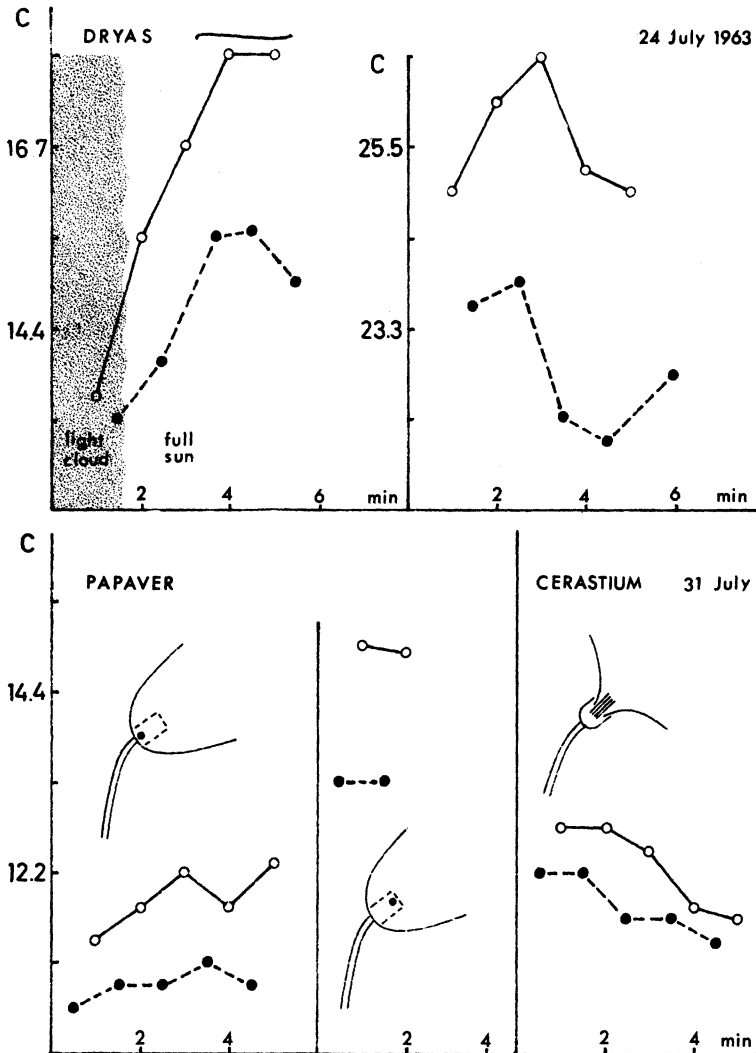 C
DRYAS
24 July 1963
C
16 7
25.5
14.4
23.3
light cloud
full sun
2 4 6 min
2 4 6 min
C
PAPAVER
CERASTIUM 31 July
14.4
12.2
2 4
2 4
2 4 min